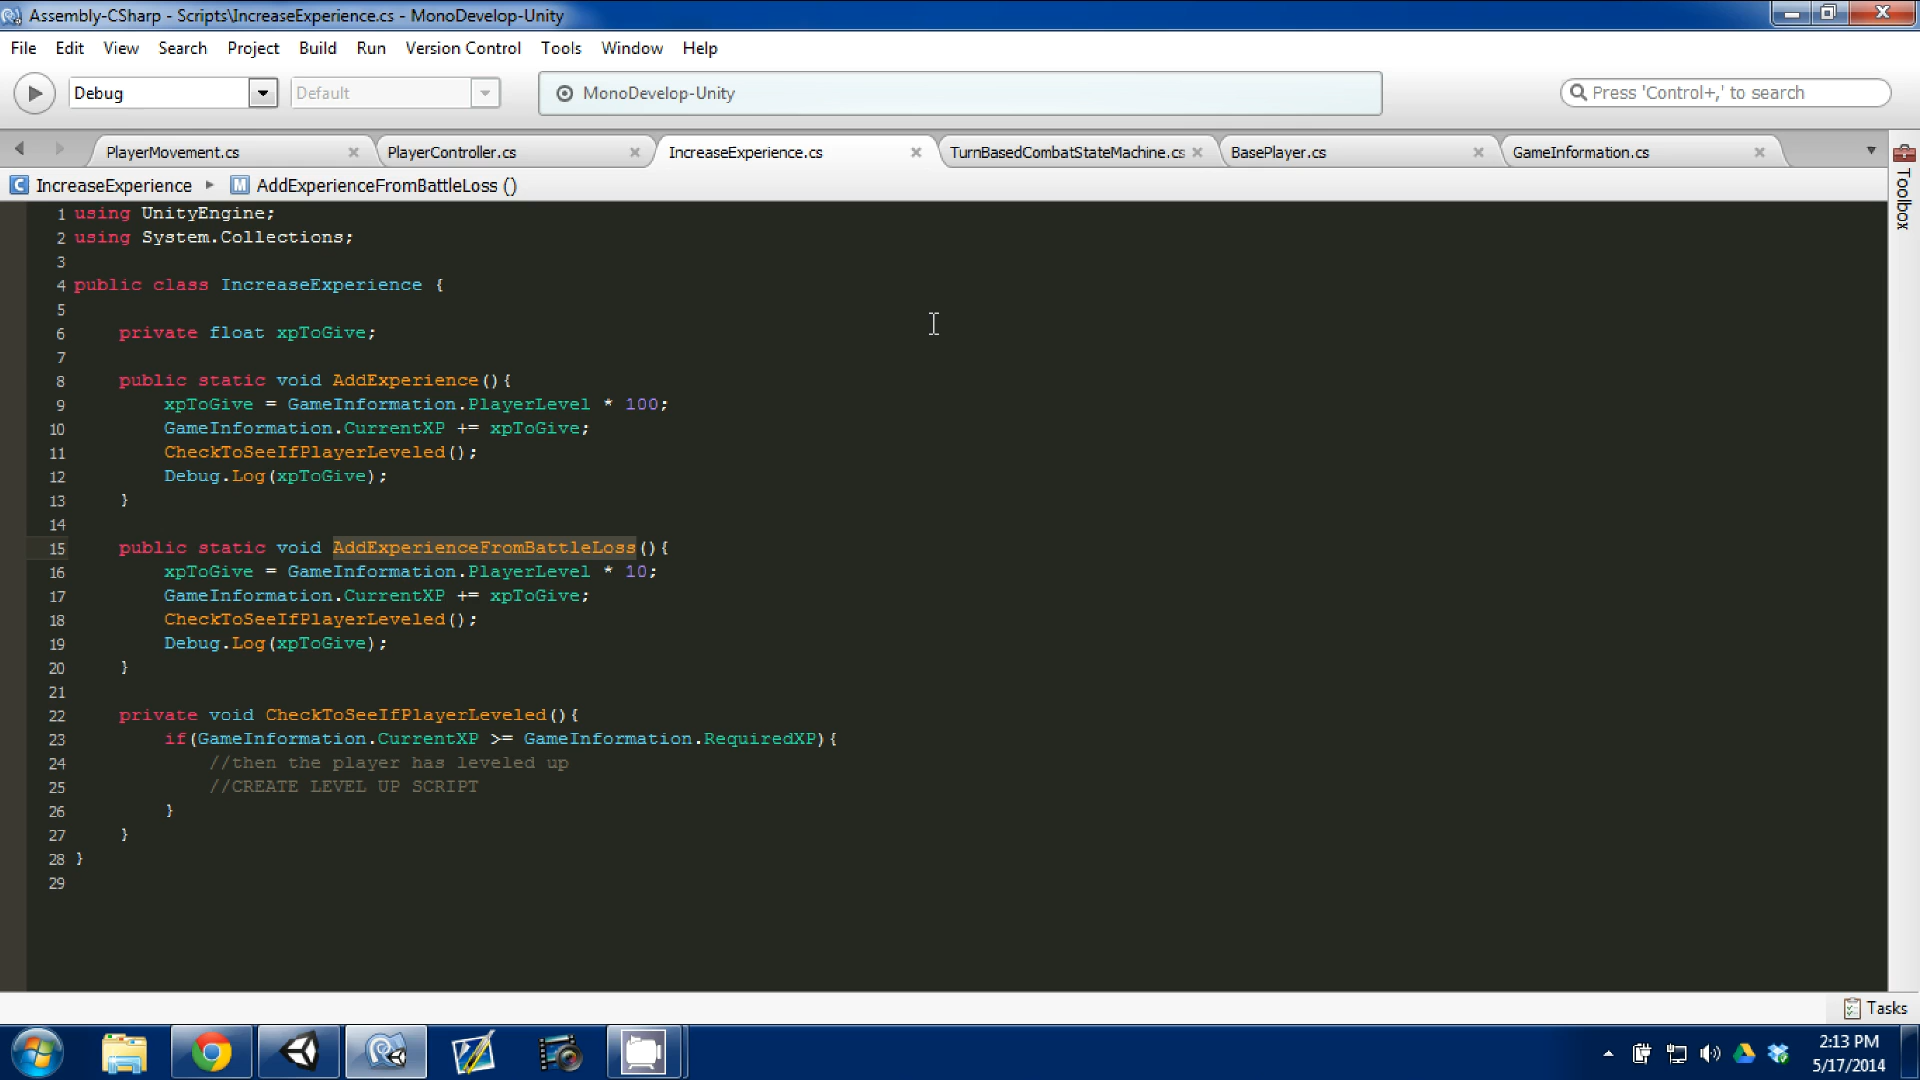 Assembly-CSharp - Scripts\IncreaseExperience.cs - MonoDevelop-Unity
File Edit View Search Project Build Run Version Control Tools Window Help
Debug Default MonoDevelop-Unity Press 'Control+,' to search
PlayerMovement.cs PlayerController.cs IncreaseExperience.cs TurnBasedCombatStateMachine.cs BasePlayer.cs GameInformation.cs
Toolbox
C IncreaseExperience M AddExperienceFromBattleLoss ()
1 using UnityEngine;
2 using System.Collections;
3
4 public class IncreaseExperience {
5
6 private float xpToGive;
7
8 public static void AddExperience(){
9 xpToGive = GameInformation.PlayerLevel * 100;
10 GameInformation.CurrentXP += xpToGive;
11 CheckToSeeIfPlayerLeveled();
12 Debug.Log(xpToGive);
13 }
14
15 public static void AddExperienceFromBattleLoss(){
16 xpToGive = GameInformation.PlayerLevel * 10;
17 GameInformation.CurrentXP += xpToGive;
18 CheckToSeeIfPlayerLeveled();
19 Debug.Log(xpToGive);
20 }
21
22 private void CheckToSeeIfPlayerLeveled(){
23 if(GameInformation.CurrentXP >= GameInformation.RequiredXP){
24 //then the player has leveled up
25 //CREATE LEVEL UP SCRIPT
26 }
27 }
28 }
29
Tasks
2:13 PM
5/17/2014